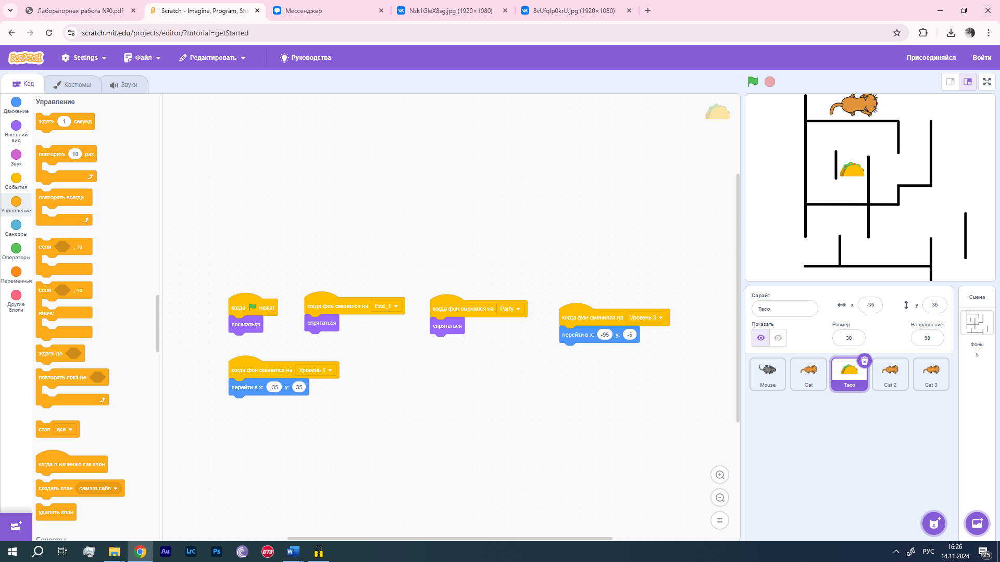 Лабораторная работа №0.pdf
Scratch - Imagine, Program, Sha
Мессенджер
Nsk1GleX8sg.jpg (1920×1080)
8vUfqIp0krU.jpg (1920×1080)
scratch.mit.edu/projects/editor/?tutorial=getStarted
SCRATCH
Settings
Файл
Редактировать
Руководства
Присоединяйся
Войти
Код
Костюмы
Звуки
Движение
Внешний
вид
Звук
События
Управление
Сенсоры
Операторы
Переменные
Другие
блоки
Управление
ждать 1 секунд
повторить 10 раз
повторять всегда
если , то
если , то
иначе
ждать до
повторять пока не
стоп все
когда я начинаю как клон
создать клон самого себя
удалить клон
Сенсоры
когда нажат
показаться
когда фон сменился на End_1
спрятаться
когда фон сменился на Party
спрятаться
когда фон сменился на Уровень 3
перейти в x: -95 y: -5
когда фон сменился на Уровень 1
перейти в x: -35 y: 35
Спрайт
Taco
x -35
y 35
Показать
Размер
30
Направление
90
Mouse
Cat
Taco
Cat 2
Cat 3
Сцена
Фоны
5
Au
Lrc
Ps
GT3
W
РУС
16:26
14.11.2024
25